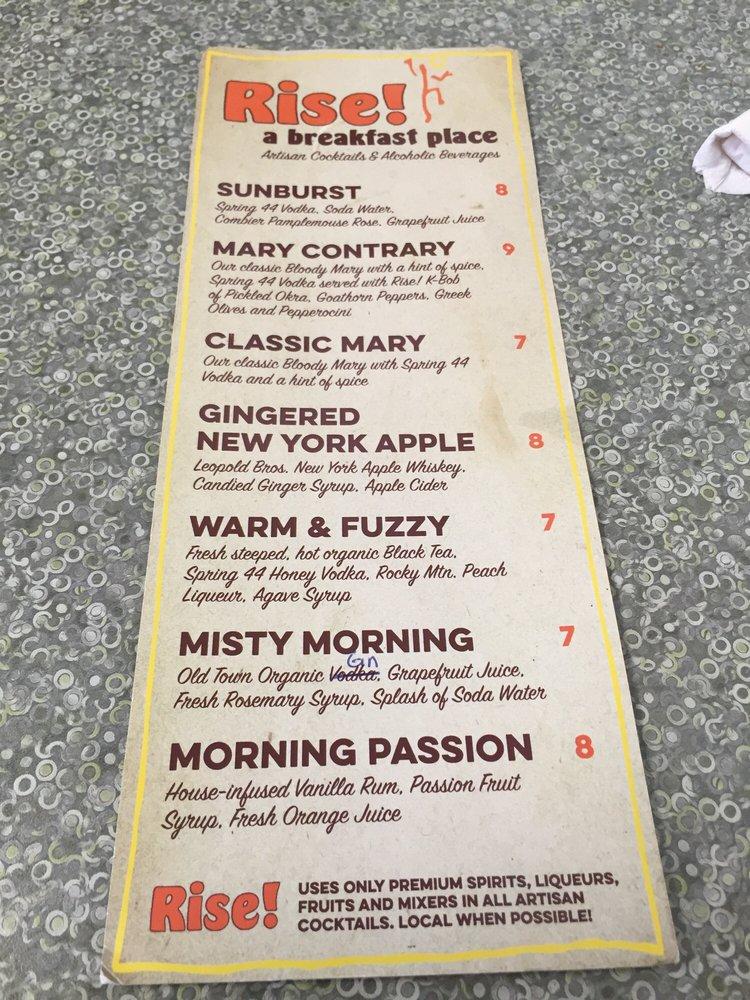 Rise!
a breakfast place
Artisan Cocktails & Alcoholic Beverages
SUNBURST 8
Spring 44 Vodka, Soda Water,
Combier Pamplemouse Rose, Grapefruit Juice
MARY CONTRARY 9
Our classic Bloody Mary with a hint of spice,
Spring 44 Vodka served with Rise! K-Bob
of Pickled Okra, Goathorn Peppers, Greek
Olives and Pepperocini
CLASSIC MARY 7
Our classic Bloody Mary with Spring 44
Vodka and a hint of spice
GINGERED
NEW YORK APPLE 8
Leopold Bros. New York Apple Whiskey,
Candied Ginger Syrup, Apple Cider
WARM & FUZZY 7
Fresh steeped, hot organic Black Tea,
Spring 44 Honey Vodka, Rocky Mtn. Peach
Liqueur, Agave Syrup
MISTY MORNING 7
Gin
Old Town Organic Vodka, Grapefruit Juice,
Fresh Rosemary Syrup, Splash of Soda Water
MORNING PASSION 8
House-infused Vanilla Rum, Passion Fruit
Syrup, Fresh Orange Juice
Rise! USES ONLY PREMIUM SPIRITS, LIQUEURS,
FRUITS AND MIXERS IN ALL ARTISAN
COCKTAILS. LOCAL WHEN POSSIBLE!